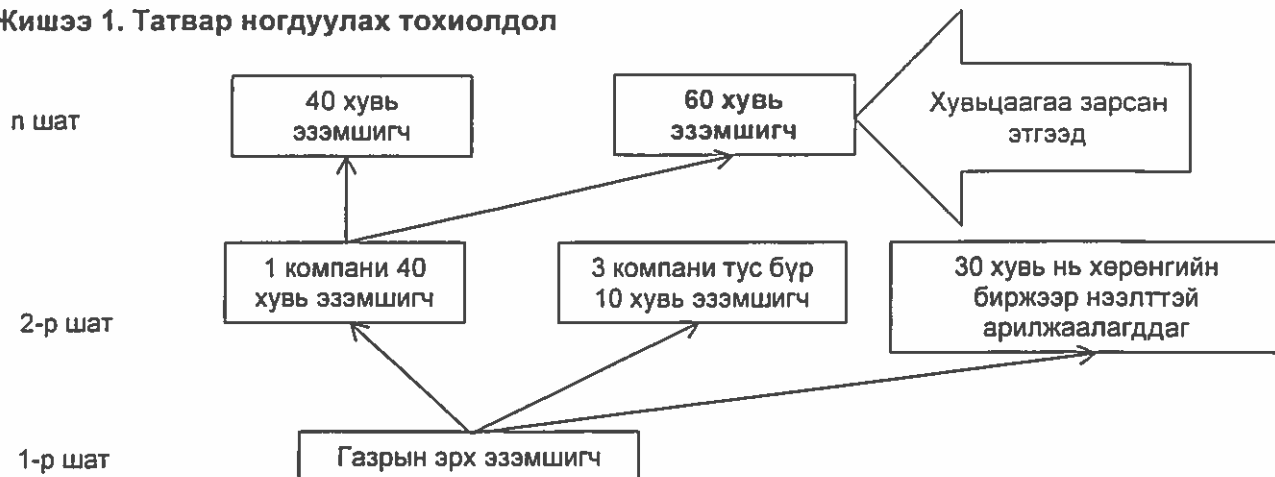 Жишээ 1. Татвар ногдуулах тохиолдол
n шат
40 хувь
эзэмшигч
60 хувь
эзэмшигч
Хувьцаагаа зарсан
этгээд
2-р шат
1 компани 40
хувь эзэмшигч
3 компани тус бүр
10 хувь эзэмшигч
30 хувь нь хөрөнгийн
биржээр нээлттэй
арилжаалагддаг
1-р шат
Газрын эрх эзэмшигч